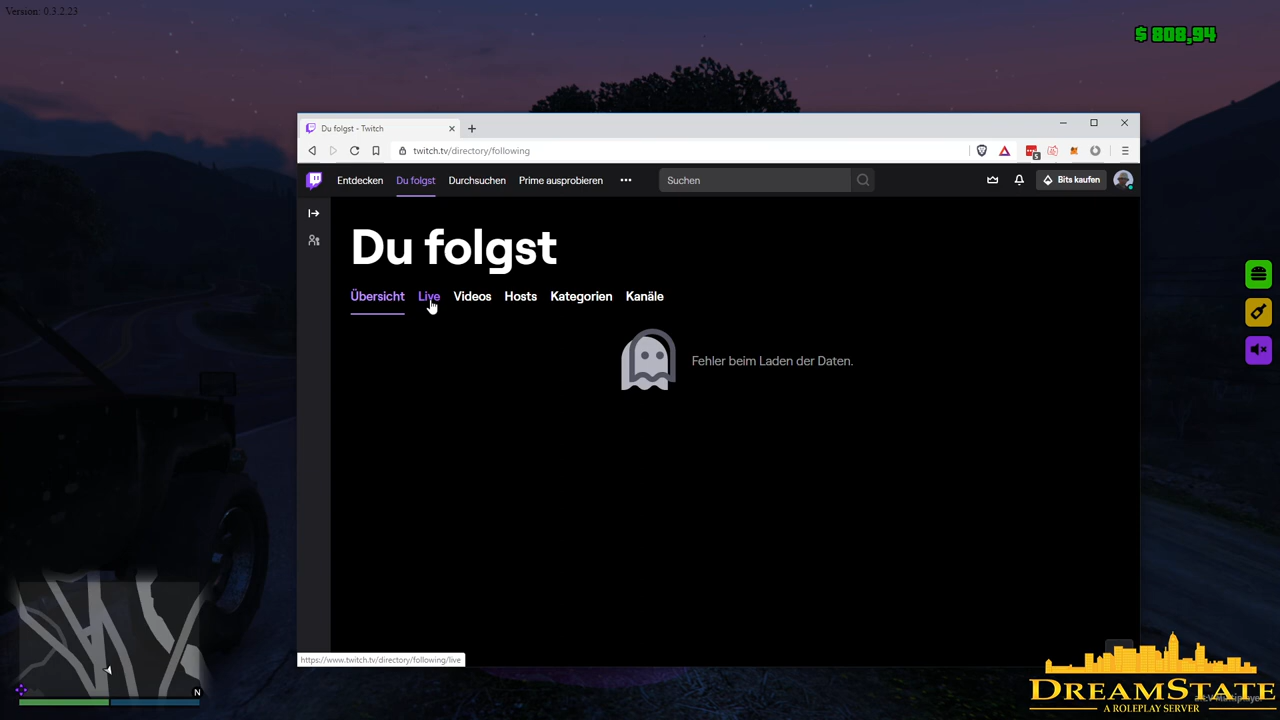 Version: 0.3.2.23
$ 808,94
Du folgst - Twitch
twitch.tv/directory/following
5
Entdecken Du folgst Durchsuchen Prime ausprobieren Suchen Bits kaufen
Du folgst
Übersicht Live Videos Hosts Kategorien Kanäle
Fehler beim Laden der Daten.
https://www.twitch.tv/directory/following/live
N
DREAMSTATE
A ROLEPLAY SERVER